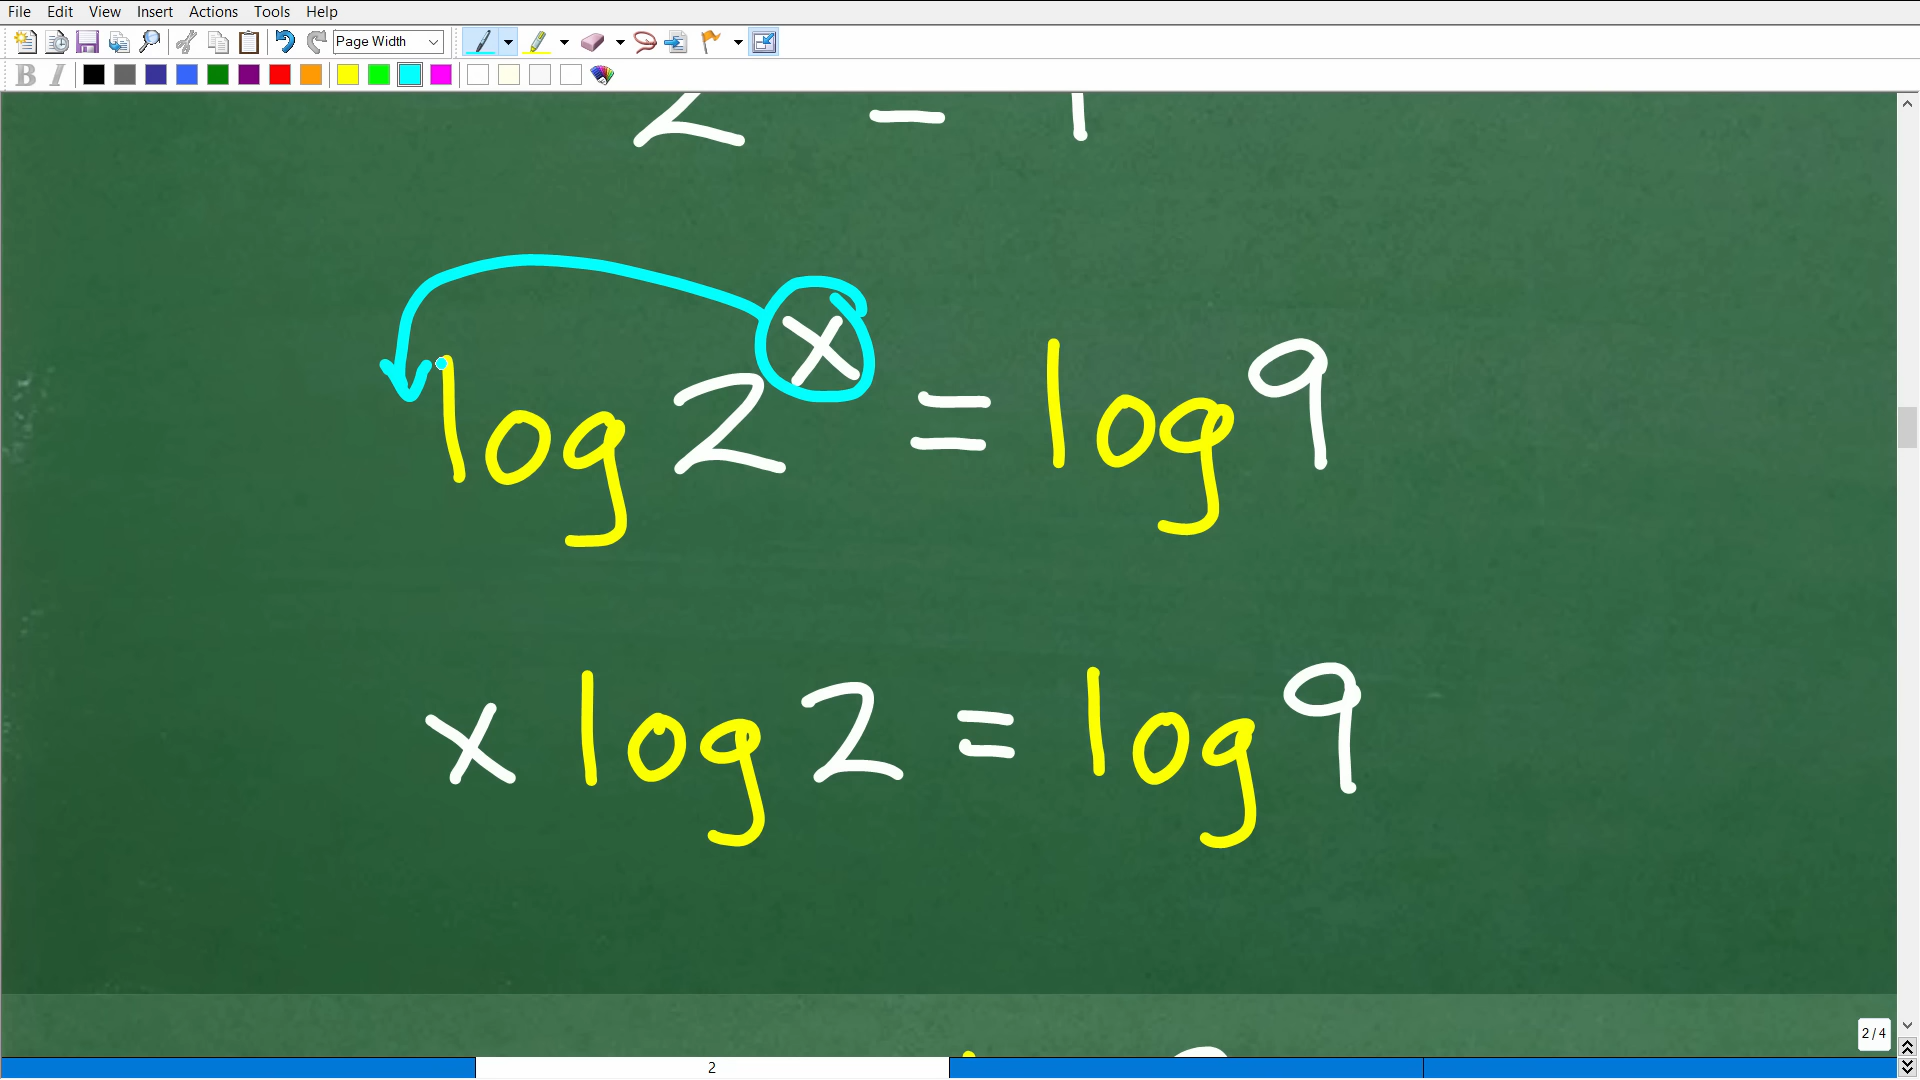 File Edit View Insert Actions Tools Help
Page Width
B I
log 2^x = log 9
x log 2 = log 9
2 / 4
2